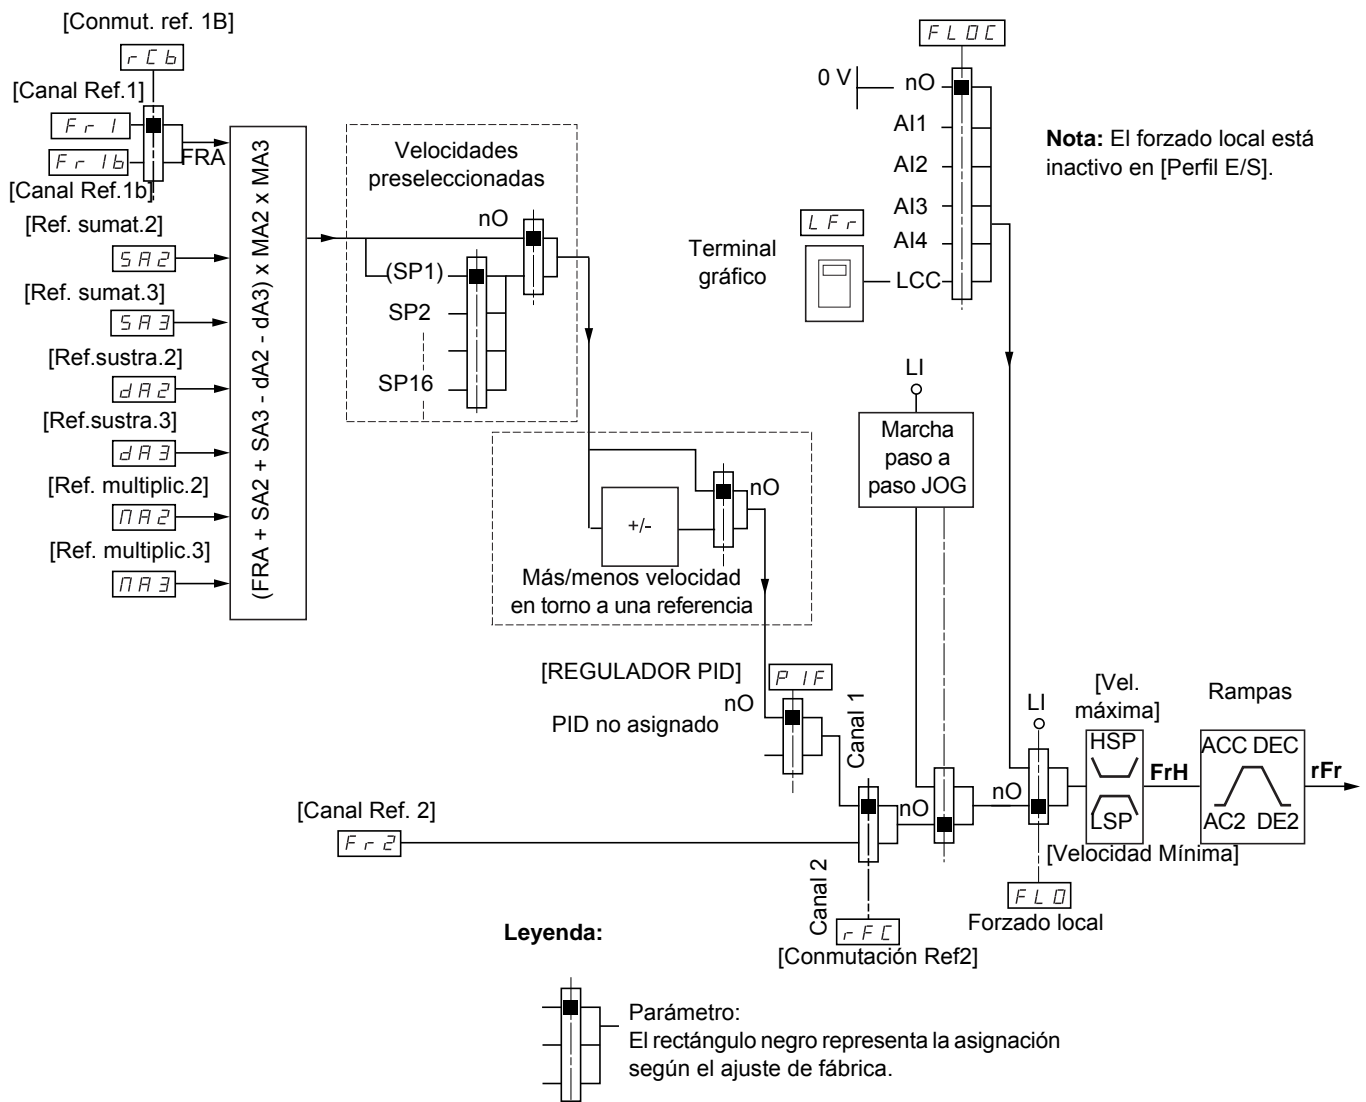 [Conmut. ref. 1B]
rCb
[Canal Ref.1]
Fr1
Fr1b
FRA
[Canal Ref.1b]
[Ref. sumat.2]
SA2
[Ref. sumat.3]
SA3
[Ref.sustra.2]
dA2
[Ref.sustra.3]
dA3
[Ref. multiplic.2]
MA2
[Ref. multiplic.3]
MA3
(FRA + SA2 + SA3 - dA2 - dA3) x MA2 x MA3
Velocidades
preseleccionadas
nO
(SP1)
SP2
SP16
+/-
nO
Más/menos velocidad
en torno a una referencia
FLOC
0 V
nO
AI1
AI2
AI3
AI4
LCC
LFr
Terminal
gráfico
Nota: El forzado local está
inactivo en [Perfil E/S].
LI
Marcha
paso a
paso JOG
[REGULADOR PID]
PIF
nO
PID no asignado
Canal 1
[Canal Ref. 2]
Fr2
Canal 2
rFC
[Conmutación Ref2]
nO
nO
LI
FLO
Forzado local
[Vel.
máxima]
HSP
LSP
[Velocidad Mínima]
FrH
Rampas
ACC DEC
AC2 DE2
rFr
Leyenda:
Parámetro:
El rectángulo negro representa la asignación
según el ajuste de fábrica.